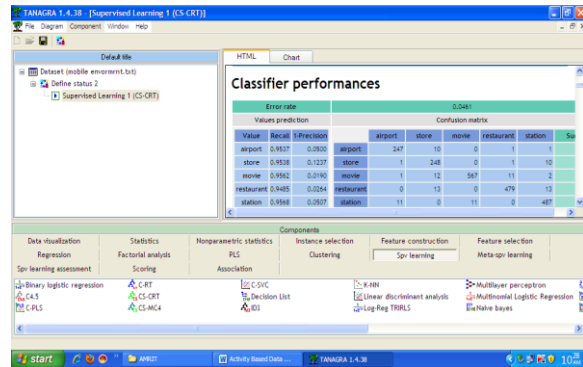 TANAGRA 1.4.38 - [Supervised Learning 1 (CS-CRT)]
File Diagram Component Window Help
Default title
Dataset (mobile envormrnt.txt)
Define status 2
Supervised Learning 1 (CS-CRT)
HTML Chart
Classifier performances
Error rate 0.0461
Values prediction Confusion matrix
Value Recall 1-Precision airport store movie restaurant station Su
airport 0.9537 0.0500 airport 247 10 0 1 1
store 0.9538 0.1237 store 1 248 0 1 10
movie 0.9562 0.0190 movie 1 12 567 11 2
restaurant 0.9485 0.0264 restaurant 0 13 0 479 13
station 0.9568 0.0507 station 11 0 11 0 487
Components
Data visualization Statistics Nonparametric statistics Instance selection Feature construction Feature selection
Regression Factorial analysis PLS Clustering Spv learning Meta-spv learning
Spv learning assessment Scoring Association
Binary logistic regression C-RT C-SVC K-NN Multilayer perceptron
C4.5 CS-CRT Decision List Linear discriminant analysis Multinomial Logistic Regression
C-PLS CS-MC4 ID3 Log-Reg TRIRLS Naive bayes
start AMRIT Activity Based Data ... TANAGRA 1.4.38